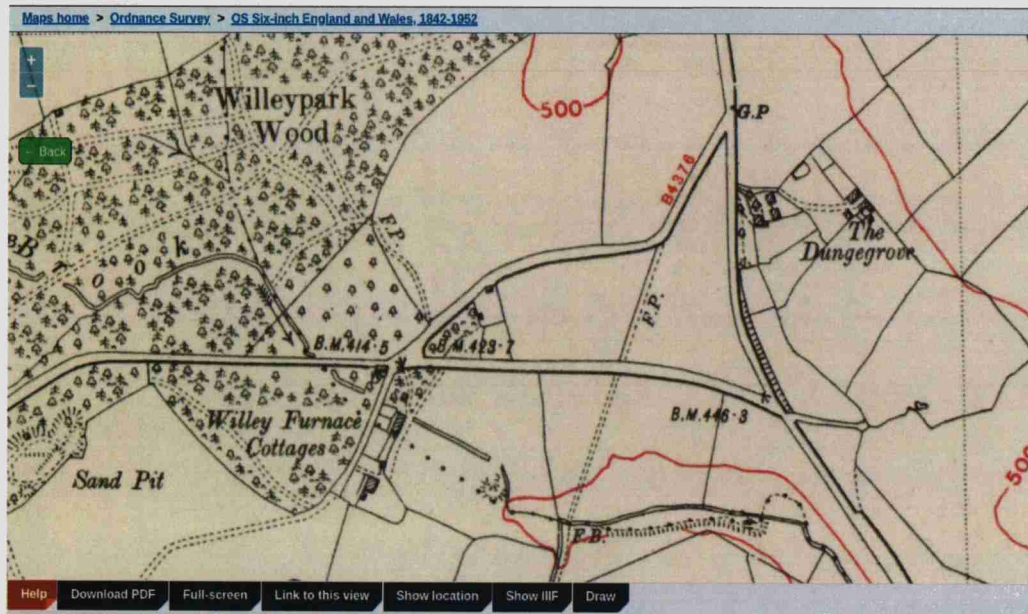 Maps home > Ordnance Survey > OS Six-inch England and Wales, 1842-1952
+
−
← Back
Willeypark
Wood
500
G.P
B4376
F.P.
The
Dungegrove
Brook
F.P.
B.M.414·5
B.M.423·7
B.M.446·3
Willey Furnace
Cottages
Sand Pit
500
F.B.
Help Download PDF Full-screen Link to this view Show location Show IIIF Draw